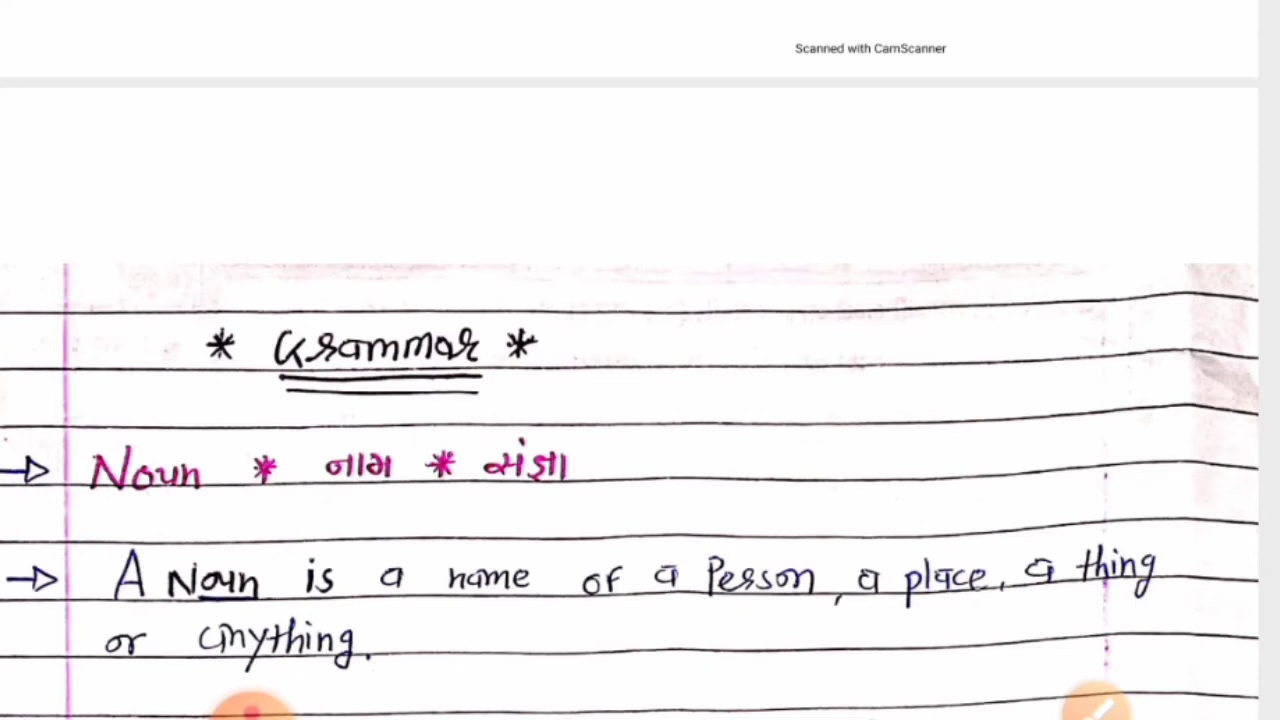 Scanned with CamScanner
* Grammar *
→ Noun * નામ * સંજ્ઞા
→ A Noun is a name of a Person, a place, a thing
or anything.